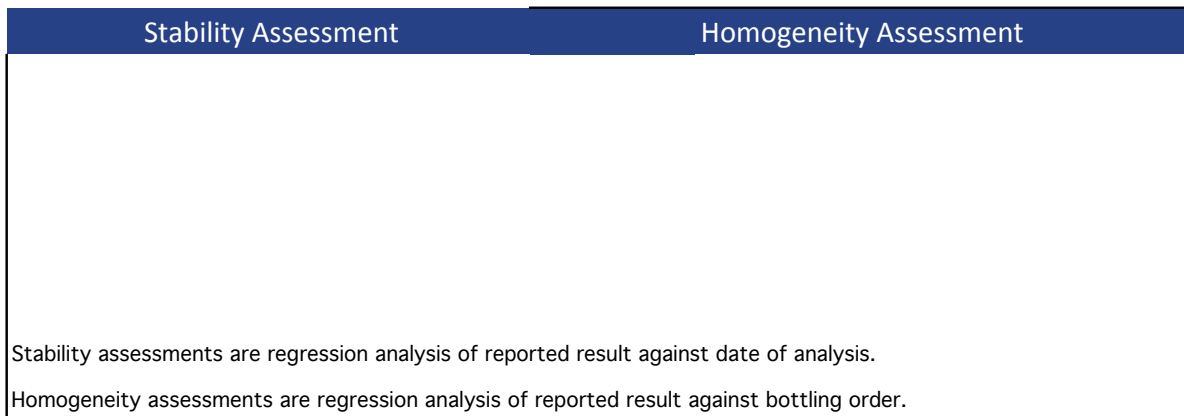 Stability Assessment
Homogeneity Assessment
Stability assessments are regression analysis of reported result against date of analysis.
Homogeneity assessments are regression analysis of reported result against bottling order.